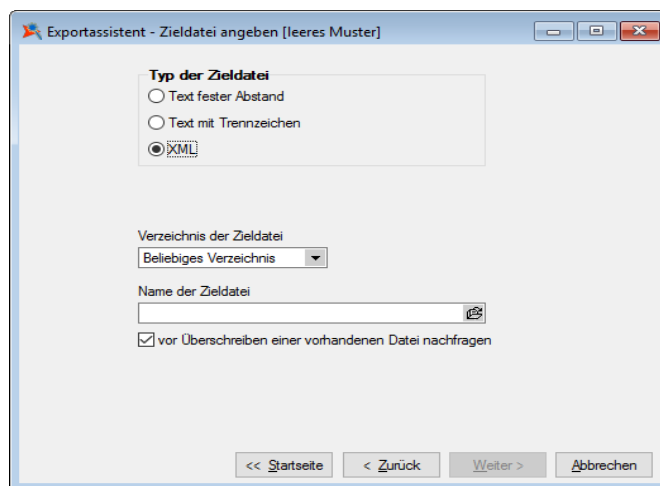 Exportassistent - Zieldatei angeben [leeres Muster]
Typ der Zieldatei
Text fester Abstand
Text mit Trennzeichen
XML
Verzeichnis der Zieldatei
Beliebiges Verzeichnis
Name der Zieldatei
vor Überschreiben einer vorhandenen Datei nachfragen
<< Startseite < Zurück Weiter > Abbrechen